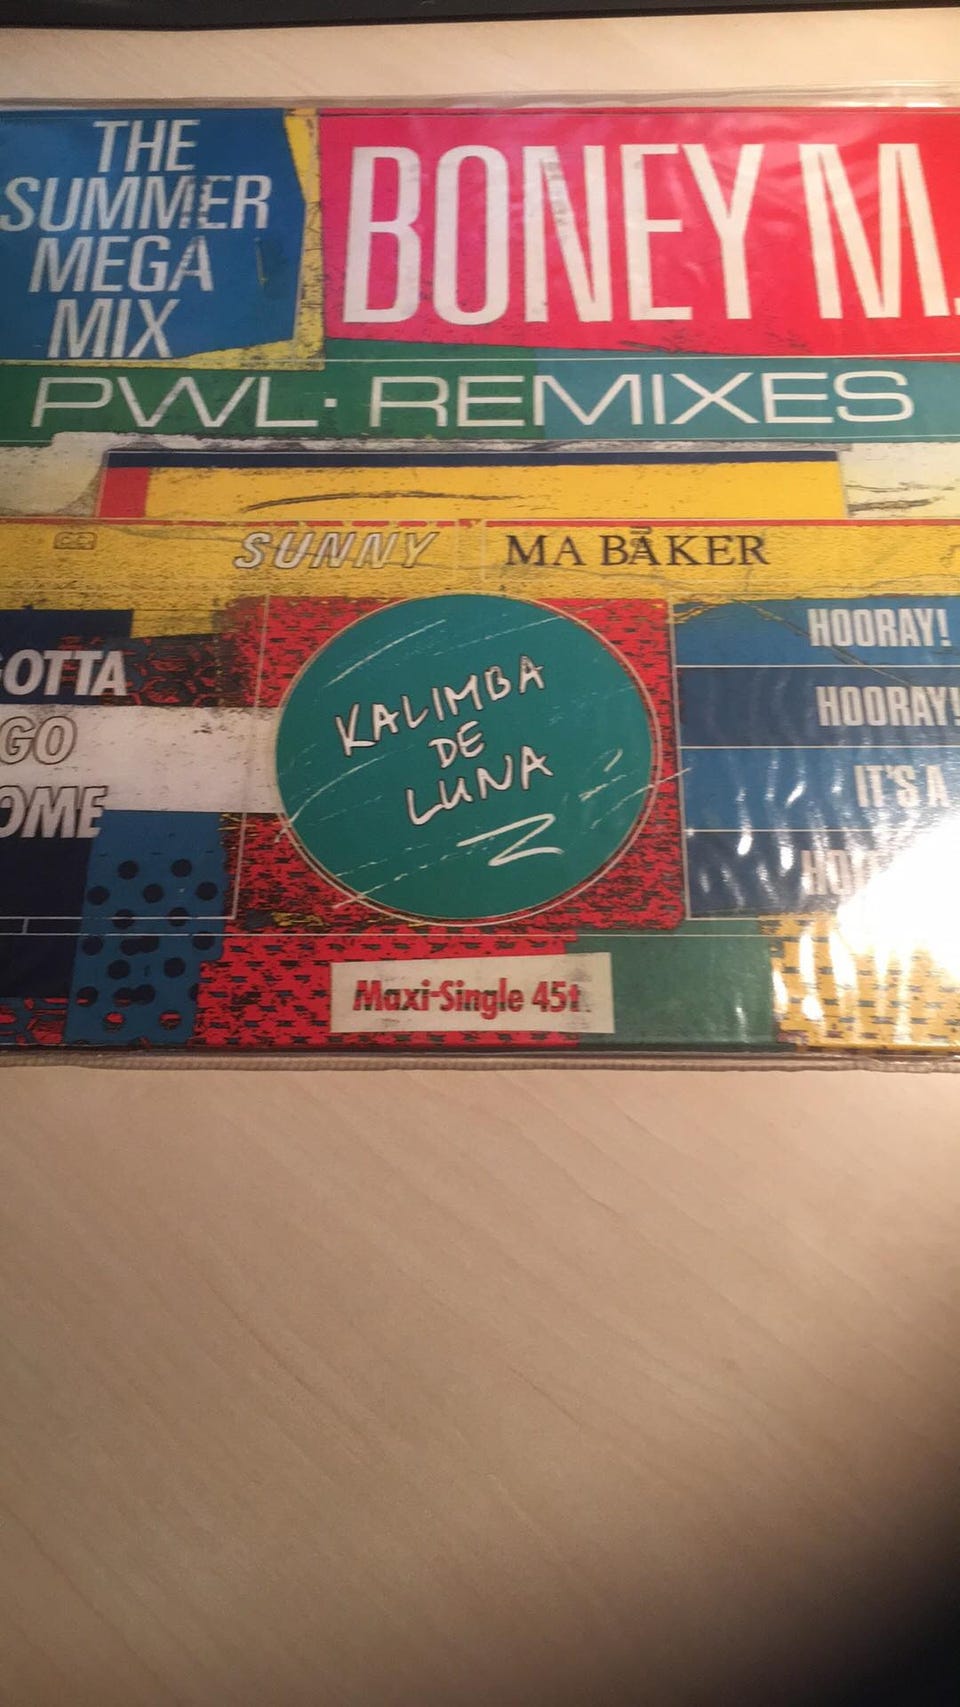 THE
SUMMER
MEGA
MIX
BONEY M.
PWL · REMIXES
SUNNY
MA BAKER
OTTA
GO
OME
KALIMBA
DE
LUNA
HOORAY!
HOORAY!
IT'S A
Maxi-Single 45t